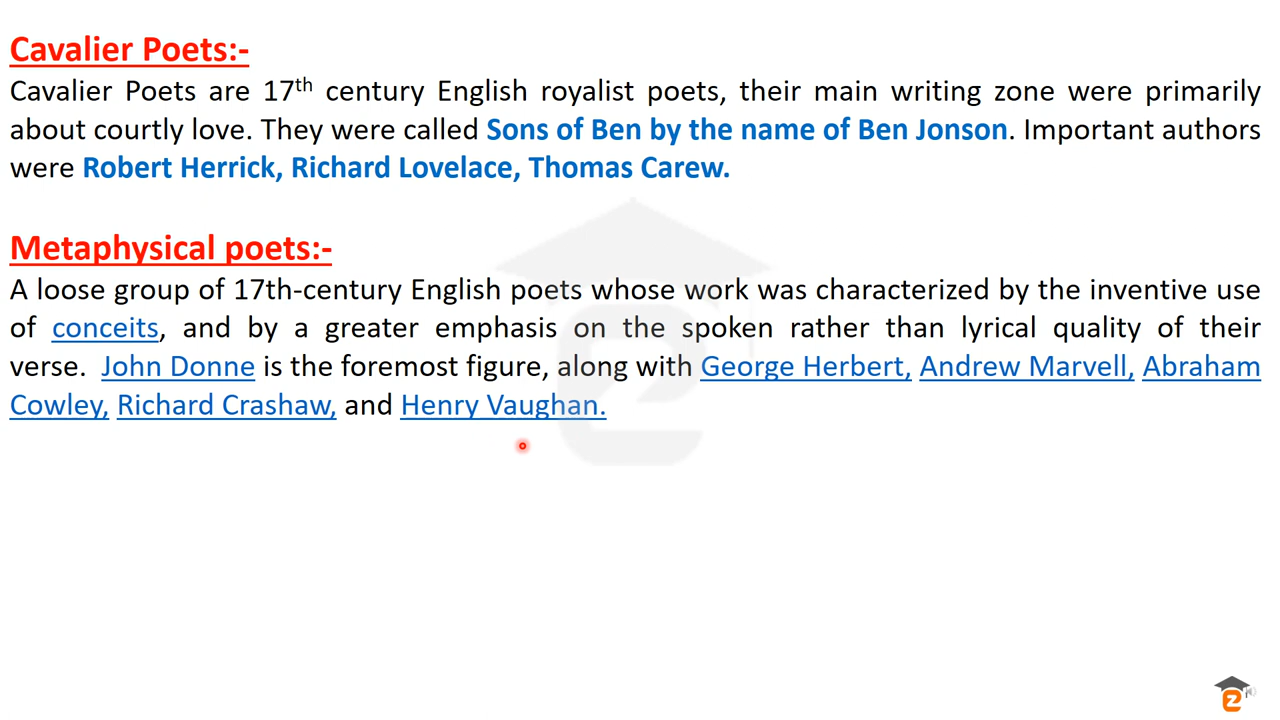 Cavalier Poets:-
Cavalier Poets are 17th century English royalist poets, their main writing zone were primarily
about courtly love. They were called Sons of Ben by the name of Ben Jonson. Important authors
were Robert Herrick, Richard Lovelace, Thomas Carew.
Metaphysical poets:-
A loose group of 17th-century English poets whose work was characterized by the inventive use
of conceits, and by a greater emphasis on the spoken rather than lyrical quality of their
verse. John Donne is the foremost figure, along with George Herbert, Andrew Marvell, Abraham
Cowley, Richard Crashaw, and Henry Vaughan.